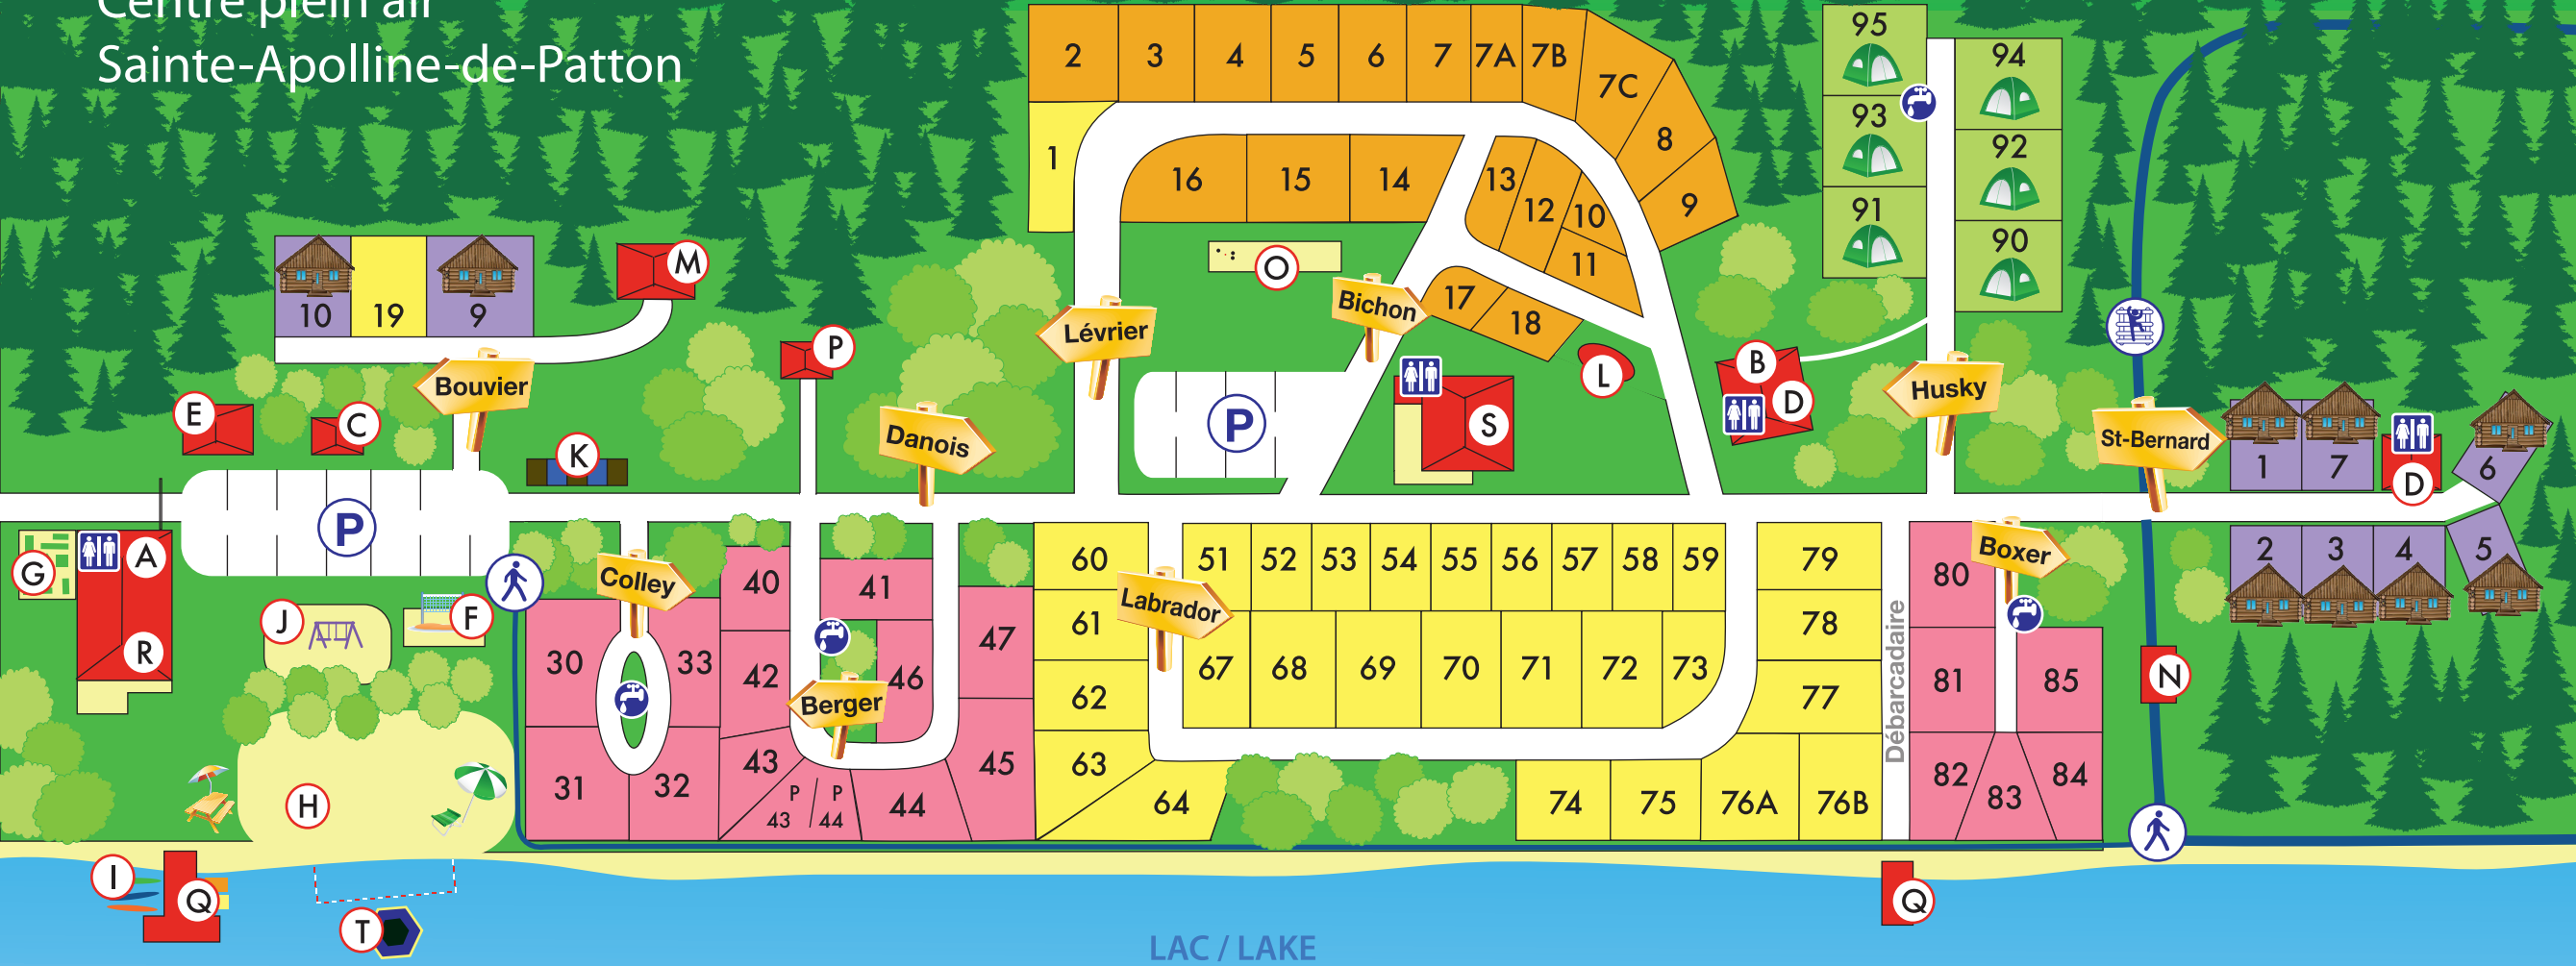 Centre plein air
Sainte-Apolline-de-Patton
2 3 4 5 6 7 7A 7B
7C
8
9
1
16 15 14
13
12
10
11
17
18
O
Bichon
Lévrier
95
94
93
92
91
90
10 19 9
M
Bouvier
P
E
C
K
Danois
P
S
L
B
D
Husky
St-Bernard
1 7
D
6
P
G
A
R
J
F
H
I
Q
T
Colley
30
33
31
32
40
41
42
43
P
43
P
44
44
46
47
45
Berger
60
61
62
63
64
Labrador
51 52 53 54 55 56 57 58 59
67 68 69 70 71 72 73
74 75 76A 76B
79
78
77
Débarcadaire
80
Boxer
81
85
82
83
84
2 3 4 5
N
Q
LAC / LAKE